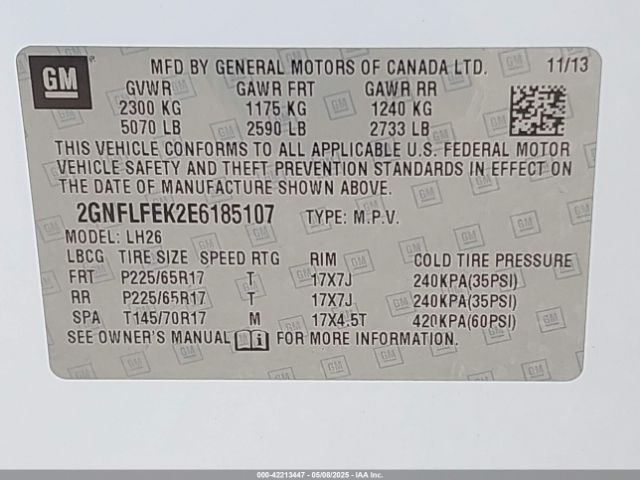 GM
MFD BY GENERAL MOTORS OF CANADA LTD. 11/13
GVWR GAWR FRT GAWR RR
2300 KG 1175 KG 1240 KG
5070 LB 2590 LB 2733 LB
THIS VEHICLE CONFORMS TO ALL APPLICABLE U.S. FEDERAL MOTOR
VEHICLE SAFETY AND THEFT PREVENTION STANDARDS IN EFFECT ON
THE DATE OF MANUFACTURE SHOWN ABOVE.
2GNFLFEK2E6185107 TYPE: M.P.V.
MODEL: LH26
LBCG TIRE SIZE SPEED RTG RIM COLD TIRE PRESSURE
FRT P225/65R17 T 17X7J 240KPA(35PSI)
RR P225/65R17 T 17X7J 240KPA(35PSI)
SPA T145/70R17 M 17X4.5T 420KPA(60PSI)
SEE OWNER'S MANUAL FOR MORE INFORMATION.
000-42213447 - 05/08/2025 - IAAI Inc.